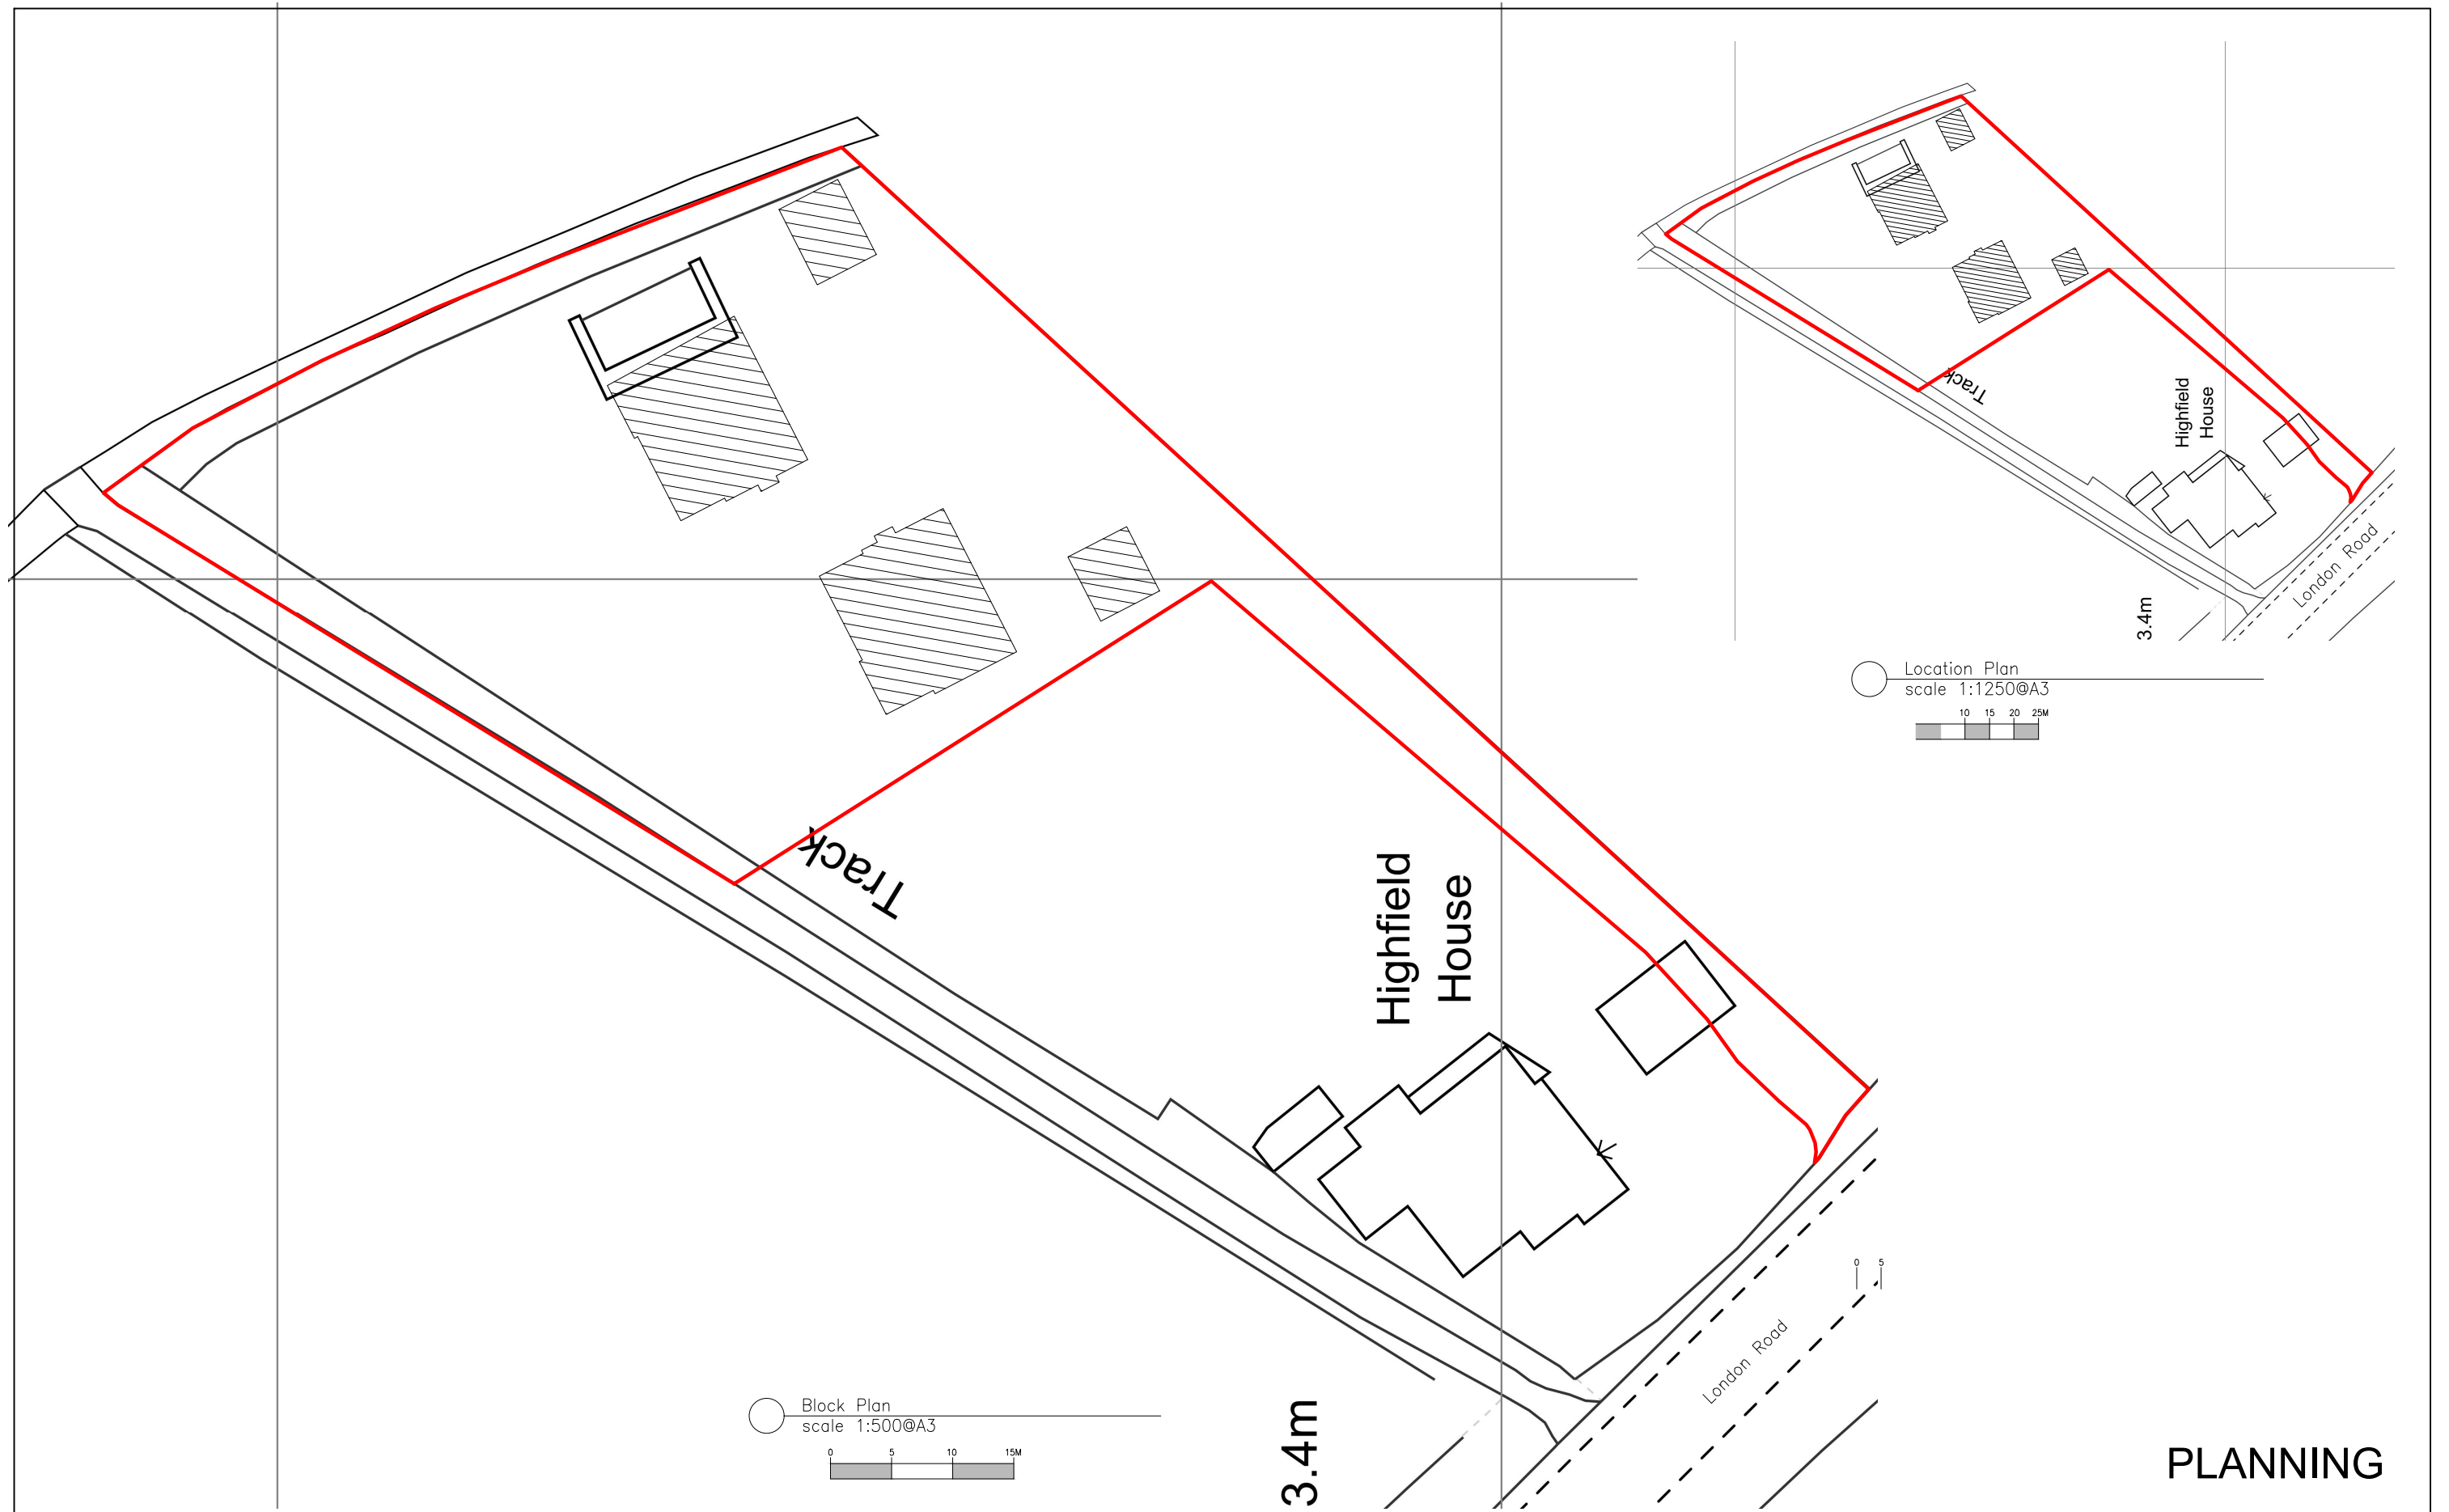 Track
Highfield
House
London Road
3.4m
Location Plan
scale 1:1250@A3
10 15 20 25M
Track
Highfield
House
0 5
London Road
3.4m
Block Plan
scale 1:500@A3
0 5 10 15M
PLANNING